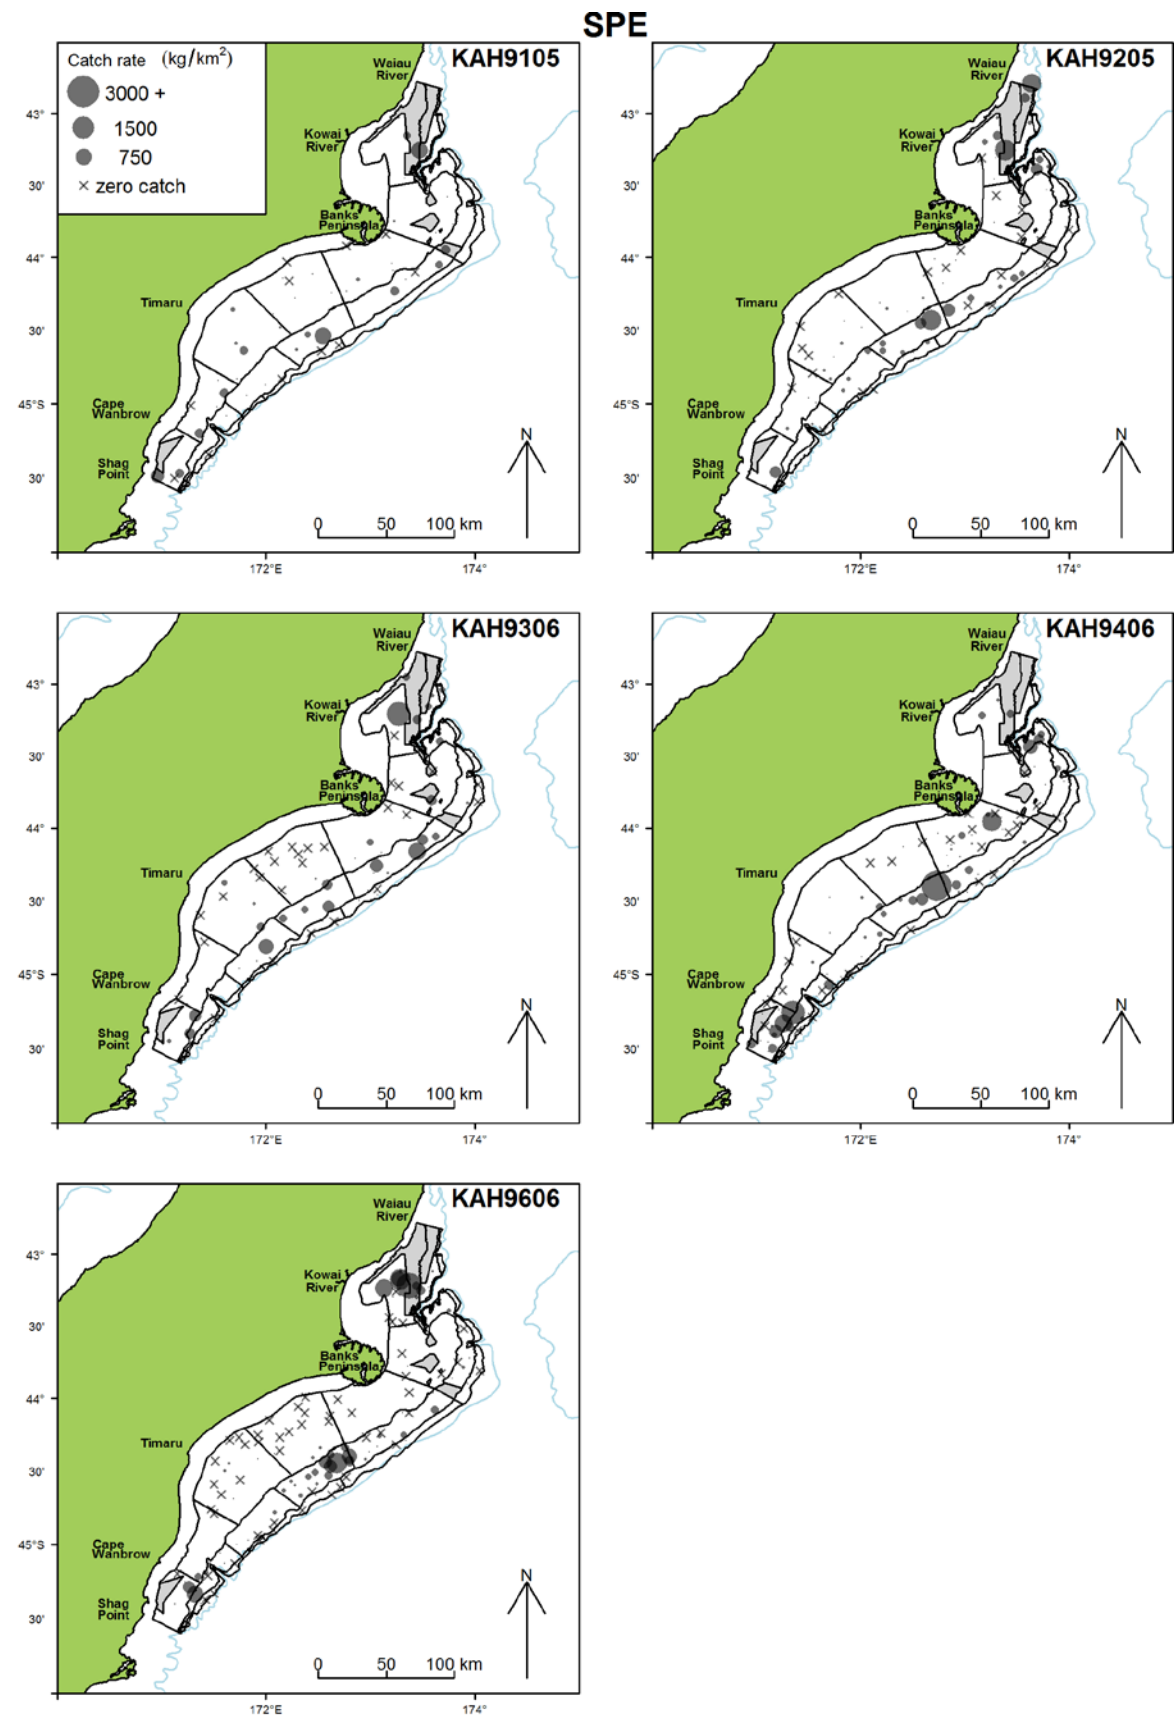 SPE
KAH9105
Catch rate (kg/km²)
3000 +
1500
750
× zero catch
Waiau
River
Kowai
River
Banks
Peninsula
Timaru
Cape
Wanbrow
Shag
Point
43°
30'
44°
30'
45°S
30'
N
0 50 100 km
172°E 174°
KAH9205
Waiau
River
Kowai
River
Banks
Peninsula
Timaru
Cape
Wanbrow
Shag
Point
43°
30'
44°
30'
45°S
30'
N
0 50 100 km
172°E 174°
KAH9306
Waiau
River
Kowai
River
Banks
Peninsula
Timaru
Cape
Wanbrow
Shag
Point
43°
30'
44°
30'
45°S
30'
N
0 50 100 km
172°E 174°
KAH9406
Waiau
River
Kowai
River
Banks
Peninsula
Timaru
Cape
Wanbrow
Shag
Point
43°
30'
44°
30'
45°S
30'
N
0 50 100 km
172°E 174°
KAH9606
Waiau
River
Kowai
River
Banks
Peninsula
Timaru
Cape
Wanbrow
Shag
Point
43°
30'
44°
30'
45°S
30'
N
0 50 100 km
172°E 174°